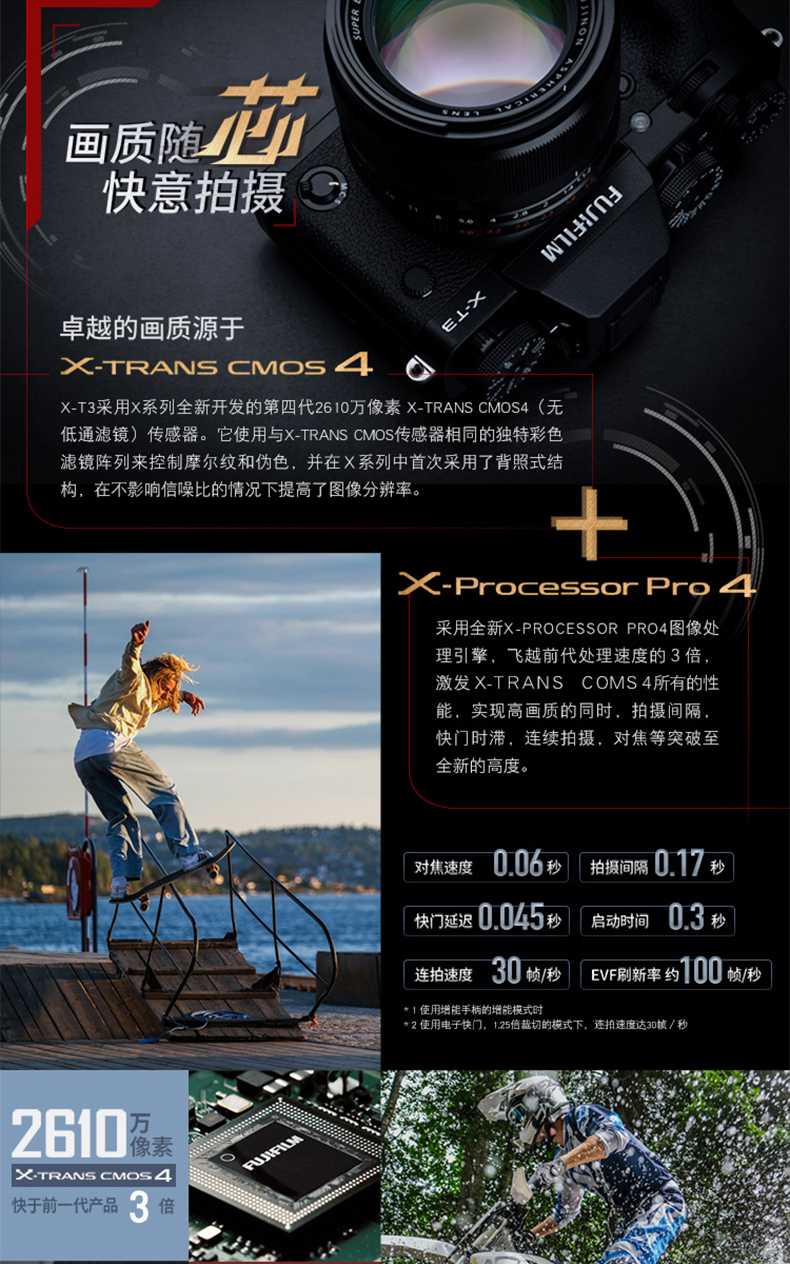 SUPER E
JINON ASPHERICAL LENS
画质随芯
快意拍摄
FUJIFILM
X-T3
卓越的画质源于
X-TRANS CMOS 4
X-T3采用X系列全新开发的第四代2610万像素 X-TRANS CMOS4（无
低通滤镜）传感器。它使用与X-TRANS CMOS传感器相同的独特彩色
滤镜阵列来控制摩尔纹和伪色，并在X系列中首次采用了背照式结
构，在不影响信噪比的情况下提高了图像分辨率。
+
X-Processor Pro 4
采用全新X-PROCESSOR PRO4图像处
理引擎，飞越前代处理速度的3倍，
激发X-TRANS COMS 4所有的性
能，实现高画质的同时，拍摄间隔，
快门时滞，连续拍摄，对焦等突破至
全新的高度。
对焦速度 0.06 秒
拍摄间隔 0.17 秒
快门延迟 0.045 秒
启动时间 0.3 秒
连拍速度 30 帧/秒
EVF刷新率 约100 帧/秒
* 1 使用增能手柄的增能模式时
* 2 使用电子快门，1.25倍裁切的模式下，连拍速度达30帧／秒
2610万像素
X-TRANS CMOS 4
快于前一代产品 3 倍
FUJIFILM